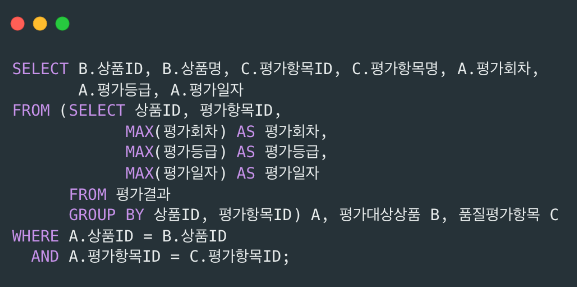 SELECT B.상품ID, B.상품명, C.평가항목ID, C.평가항목명, A.평가회차,
       A.평가등급, A.평가일자
FROM (SELECT 상품ID, 평가항목ID,
             MAX(평가회차) AS 평가회차,
             MAX(평가등급) AS 평가등급,
             MAX(평가일자) AS 평가일자
      FROM 평가결과
      GROUP BY 상품ID, 평가항목ID) A, 평가대상상품 B, 품질평가항목 C
WHERE A.상품ID = B.상품ID
  AND A.평가항목ID = C.평가항목ID;